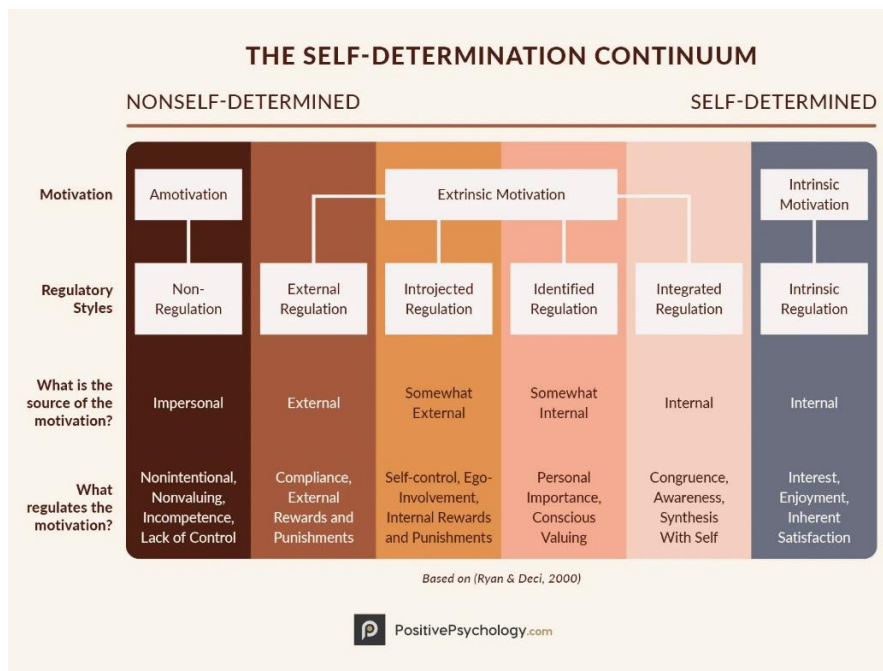 THE SELF-DETERMINATION CONTINUUM
NONSELF-DETERMINED
SELF-DETERMINED
Motivation
Amotivation
Extrinsic Motivation
Intrinsic
Motivation
Regulatory
Styles
Non-
Regulation
External
Regulation
Introjected
Regulation
Identified
Regulation
Integrated
Regulation
Intrinsic
Regulation
What is the
source of the
motivation?
Impersonal
External
Somewhat
External
Somewhat
Internal
Internal
Internal
What
regulates the
motivation?
Nonintentional,
Nonvaluing,
Incompetence,
Lack of Control
Compliance,
External
Rewards and
Punishments
Self-control, Ego-
Involvement,
Internal Rewards
and Punishments
Personal
Importance,
Conscious
Valuing
Congruence,
Awareness,
Synthesis
With Self
Interest,
Enjoyment,
Inherent
Satisfaction
Based on (Ryan & Deci, 2000)
PositivePsychology.com